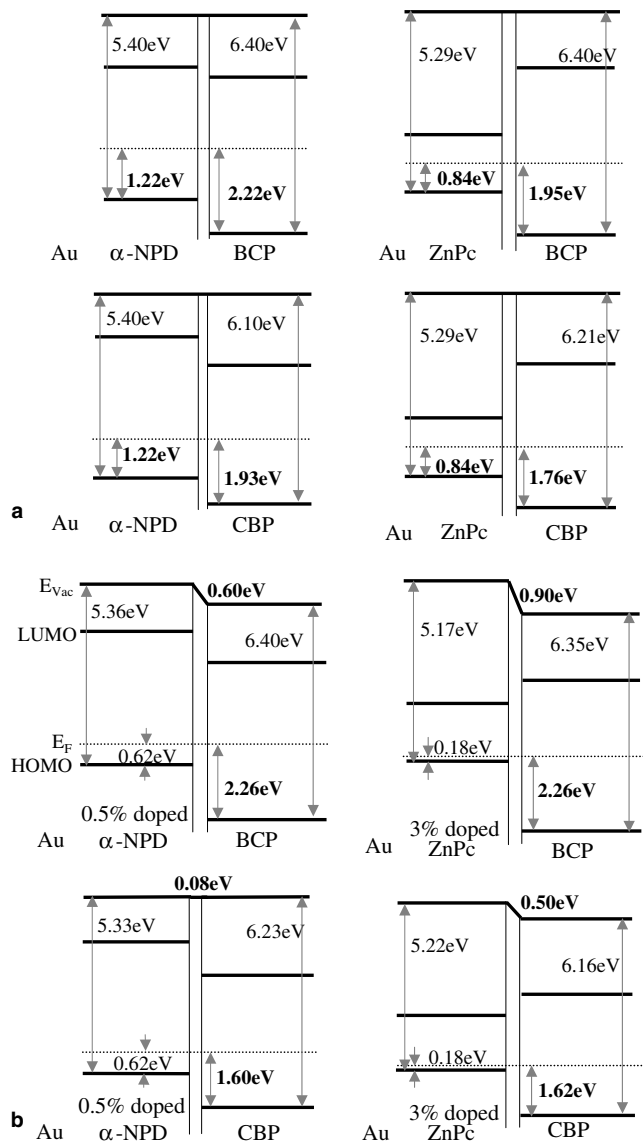 5.40eV 6.40eV
1.22eV 2.22eV
Au α-NPD BCP
5.29eV 6.40eV
0.84eV 1.95eV
Au ZnPc BCP
5.40eV 6.10eV
1.22eV 1.93eV
Au α-NPD CBP
5.29eV 6.21eV
0.84eV 1.76eV
Au ZnPc CBP
a
E_Vac 0.60eV
5.36eV
LUMO 6.40eV
E_F
0.62eV
HOMO
2.26eV
0.5% doped
Au α-NPD BCP
0.90eV
5.17eV 6.35eV
0.18eV
2.26eV
3% doped
Au ZnPc BCP
0.08eV
5.33eV 6.23eV
0.62eV
1.60eV
0.5% doped
Au α-NPD CBP
0.50eV
5.22eV 6.16eV
0.18eV
1.62eV
3% doped
Au ZnPc CBP
b